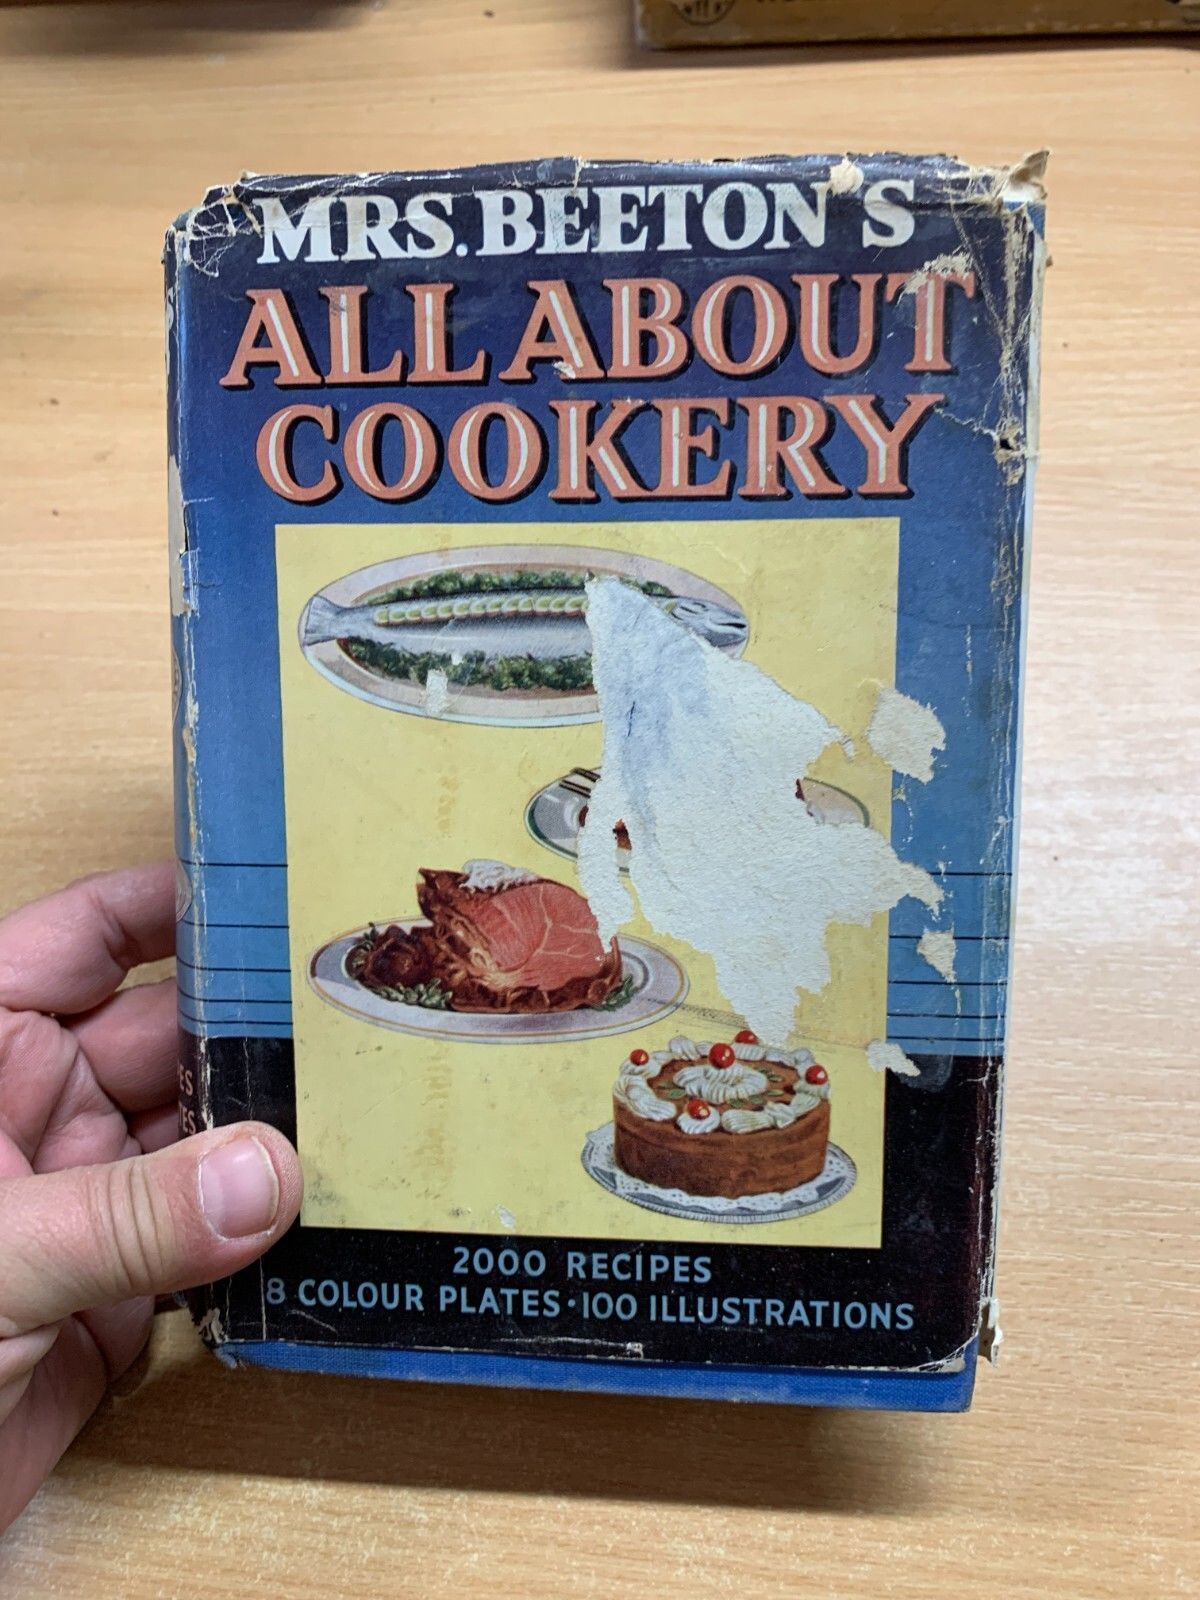 MRS. BEETON'S
ALL ABOUT
COOKERY
2000 RECIPES
8 COLOUR PLATES · 100 ILLUSTRATIONS